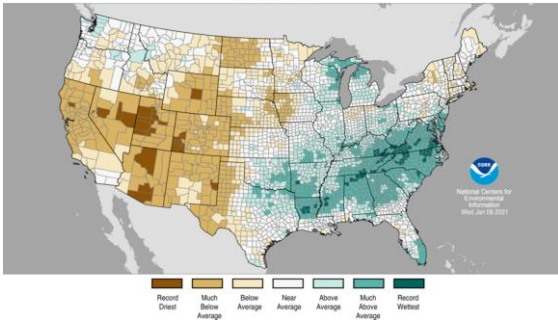 National Centers for
Environmental
Information
Wed Jan 06 2021
Record
Driest
Much
Below
Average
Below
Average
Near
Average
Above
Average
Much
Above
Average
Record
Wettest